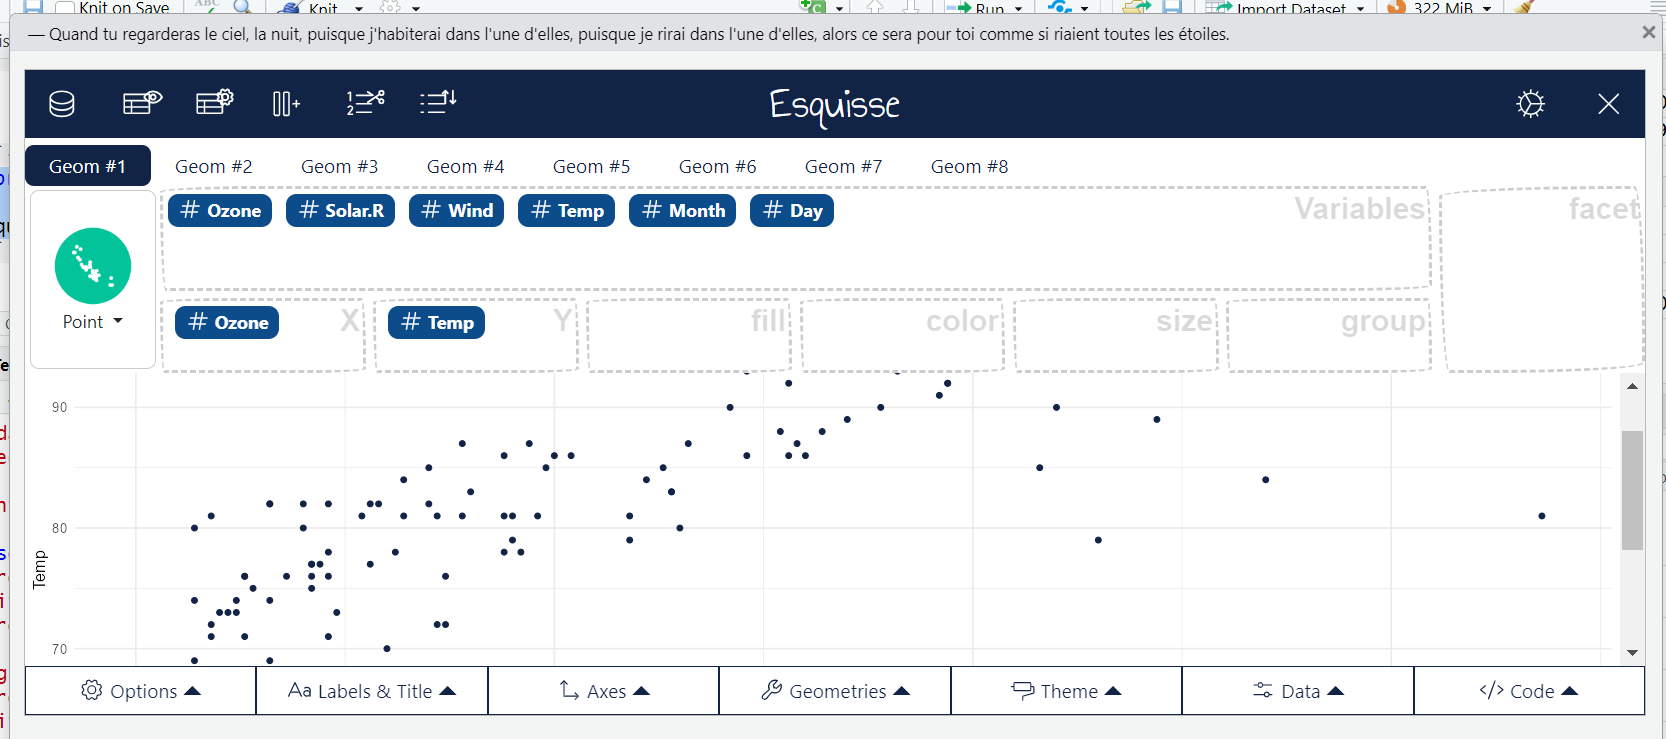 Knit on Save
ABC
Knit
C
Run
Import Dataset
322 MiB
— Quand tu regarderas le ciel, la nuit, puisque j'habiterai dans l'une d'elles, puisque je rirai dans l'une d'elles, alors ce sera pour toi comme si riaient toutes les étoiles.
Esquisse
Geom #1 Geom #2 Geom #3 Geom #4 Geom #5 Geom #6 Geom #7 Geom #8
# Ozone # Solar.R # Wind # Temp # Month # Day Variables facet
Point
# Ozone X # Temp Y fill color size group
90
80
70
Temp
Options Aa Labels & Title Axes Geometries Theme Data </> Code